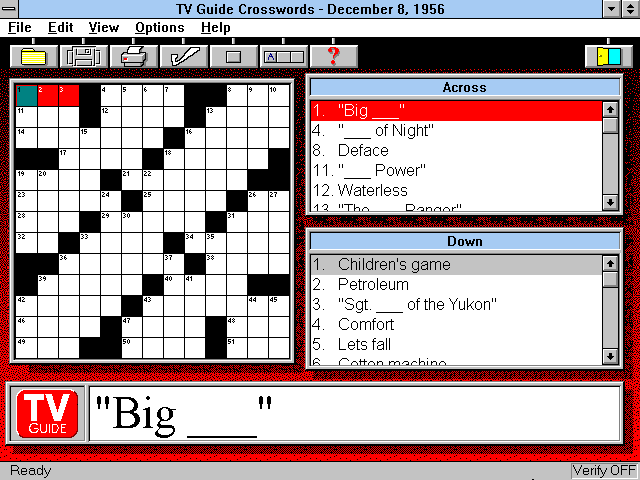 TV Guide Crosswords - December 8, 1956
File Edit View Options Help
A
?
1 2 3 4 5 6 7 8 9 10
11 12 13
14 15 16
17 18
19 20 21 22
23 24 25 26 27
28 29 30 31
32 33 34 35
36 37 38
39 40 41
42 43 44 45
46 47 48
49 50 51
Across
1. "Big ___"
4. "___ of Night"
8. Deface
11. "___ Power"
12. Waterless
13. "The ___ Ranger"
Down
1. Children's game
2. Petroleum
3. "Sgt. ___ of the Yukon"
4. Comfort
5. Lets fall
6. Cotton machine
TV
GUIDE
"Big ___"
Ready
Verify OFF